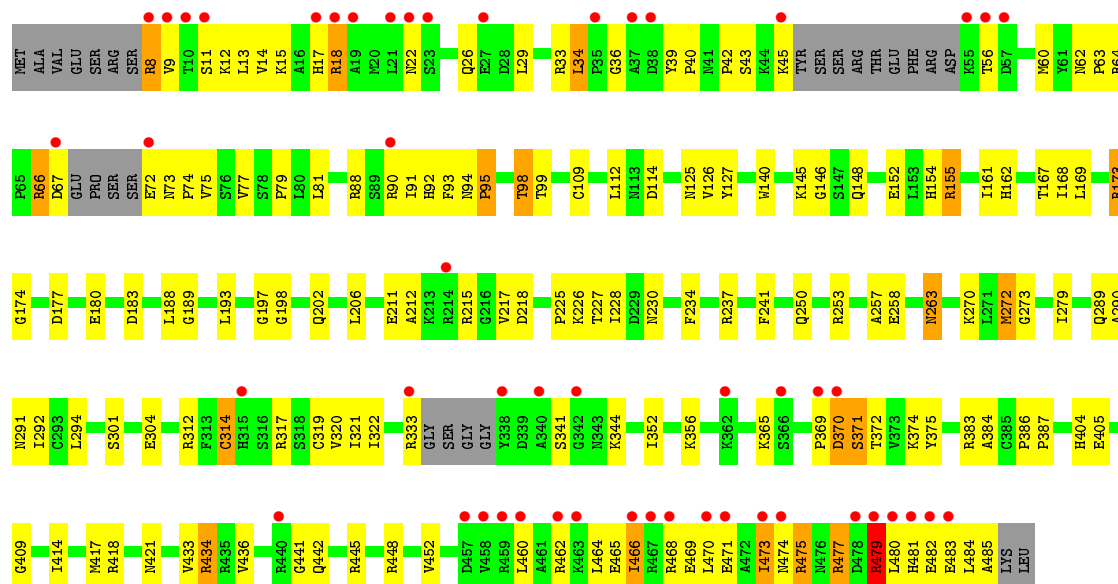 MET ALA VAL GLU SER ARG SER R8 V9 T10 S11 K12 L13 V14 K15 A16 H17 R18 A19 M20 L21 N22 S23 Q26 E27 D28 L29 R33 L34 P35 G36 A37 D38 Y39 P40 N41 P42 S43 K44 K45 TYR SER SER ARG THR GLU PHE ARG ASP K55 T56 D57 M60 Y61 N62 P63 R64
P65 R66 D67 GLU PRO SER SER E72 N73 P74 V75 S76 V77 S78 P79 L80 L81 R88 S89 R90 I91 H92 F93 N94 P95 T98 T99 C109 L112 N113 D114 N125 V126 Y127 W140 K145 G146 S147 Q148 E152 L153 H154 R155 I161 H162 T167 I168 L169 R173
G174 D177 E180 D183 L188 G189 L193 G197 G198 Q202 L206 E211 A212 K213 R214 R215 G216 V217 D218 P225 K226 T227 I228 D229 N230 F234 R237 F241 Q250 R253 A257 E258 N263 K270 L271 M272 G273 I279 Q289 A290
N291 I292 C293 L294 S301 E304 R312 F313 C314 H315 S316 R317 S318 C319 V320 I321 I322 R333 GLY SER GLY GLY Y338 D339 A340 S341 G342 N343 K344 I352 K356 K362 K365 S366 P369 D370 S371 T372 V373 K374 Y375 R383 A384 C385 P386 P387 H404 E405
G409 I414 M417 R418 N421 V433 R434 R435 V436 R440 G441 Q442 R445 R448 V452 D457 V458 R459 L460 A461 R462 K463 L464 E465 I466 R467 R468 E469 L470 E471 A472 I473 N474 R475 N476 R477 D478 R479 L480 H481 E482 E483 L484 A485 LYS LEU